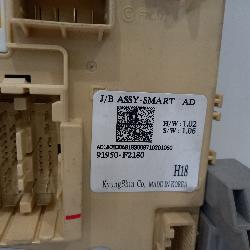 J/B ASSY-SMART AD
H/W: 1.02
S/W: 1.06
91950-F2180
H18
KyungShin Co. MADE IN KOREA